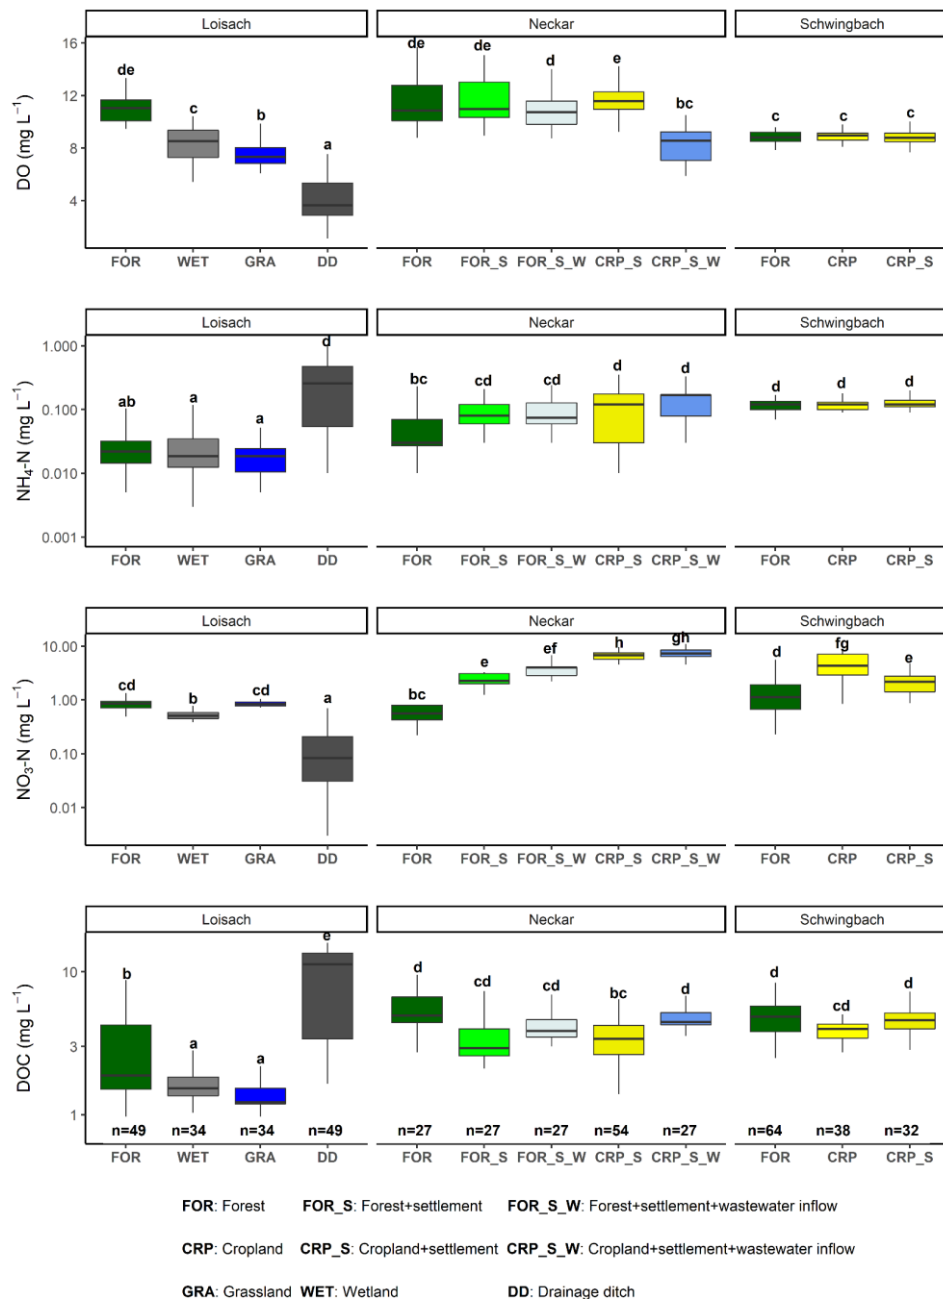 Loisach Neckar Schwingbach
DO (mg L⁻¹)
16
12
8
4
de c b a
de de d e bc
c c c
FOR WET GRA DD FOR FOR_S FOR_S_W CRP_S CRP_S_W FOR CRP CRP_S
Loisach Neckar Schwingbach
NH₄-N (mg L⁻¹)
1.000
0.100
0.010
0.001
ab a a d
bc cd cd d d
d d d
FOR WET GRA DD FOR FOR_S FOR_S_W CRP_S CRP_S_W FOR CRP CRP_S
Loisach Neckar Schwingbach
NO₃-N (mg L⁻¹)
10.00
1.00
0.10
0.01
cd b cd a
bc e ef h gh
d fg e
FOR WET GRA DD FOR FOR_S FOR_S_W CRP_S CRP_S_W FOR CRP CRP_S
Loisach Neckar Schwingbach
DOC (mg L⁻¹)
10
3
1
b a a e
d cd cd bc d
d cd d
n=49 n=34 n=34 n=49 n=27 n=27 n=27 n=54 n=27 n=64 n=38 n=32
FOR WET GRA DD FOR FOR_S FOR_S_W CRP_S CRP_S_W FOR CRP CRP_S
FOR: Forest FOR_S: Forest+settlement FOR_S_W: Forest+settlement+wastewater inflow
CRP: Cropland CRP_S: Cropland+settlement CRP_S_W: Cropland+settlement+wastewater inflow
GRA: Grassland WET: Wetland DD: Drainage ditch